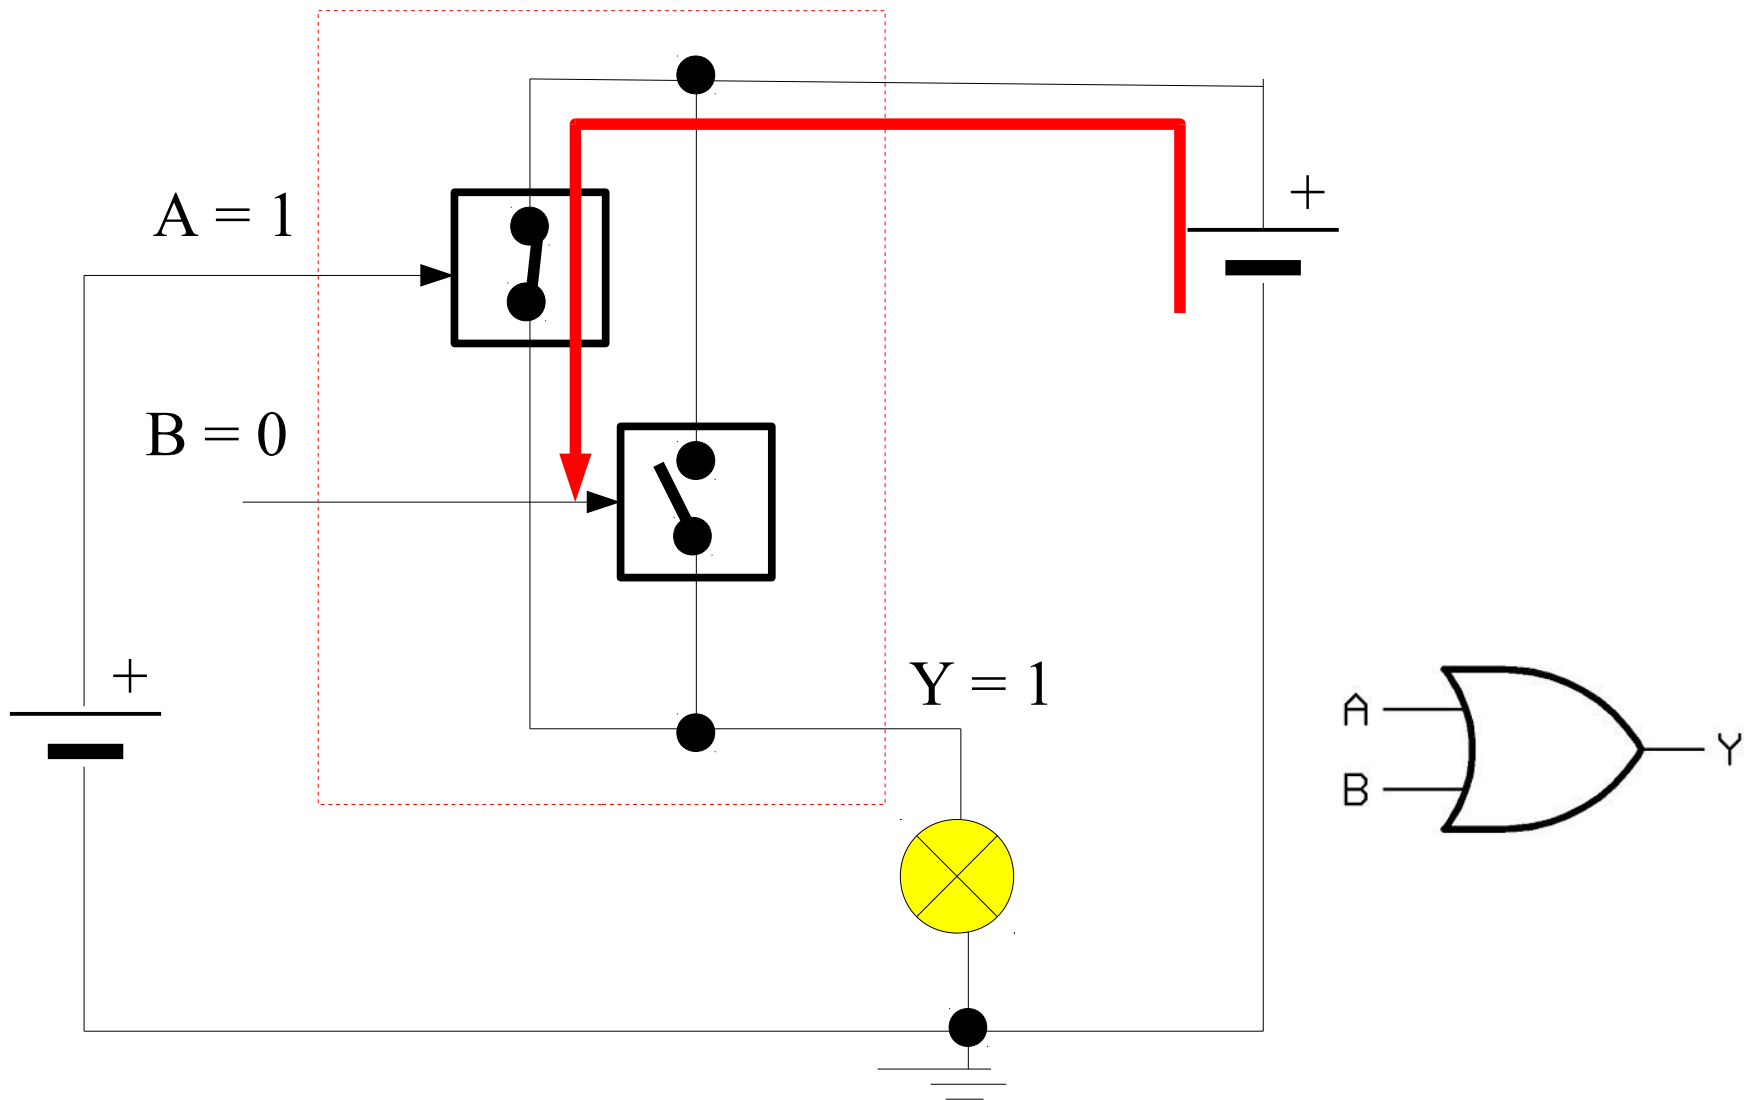 +
A = 1
B = 0
+
Y = 1
A
B
Y